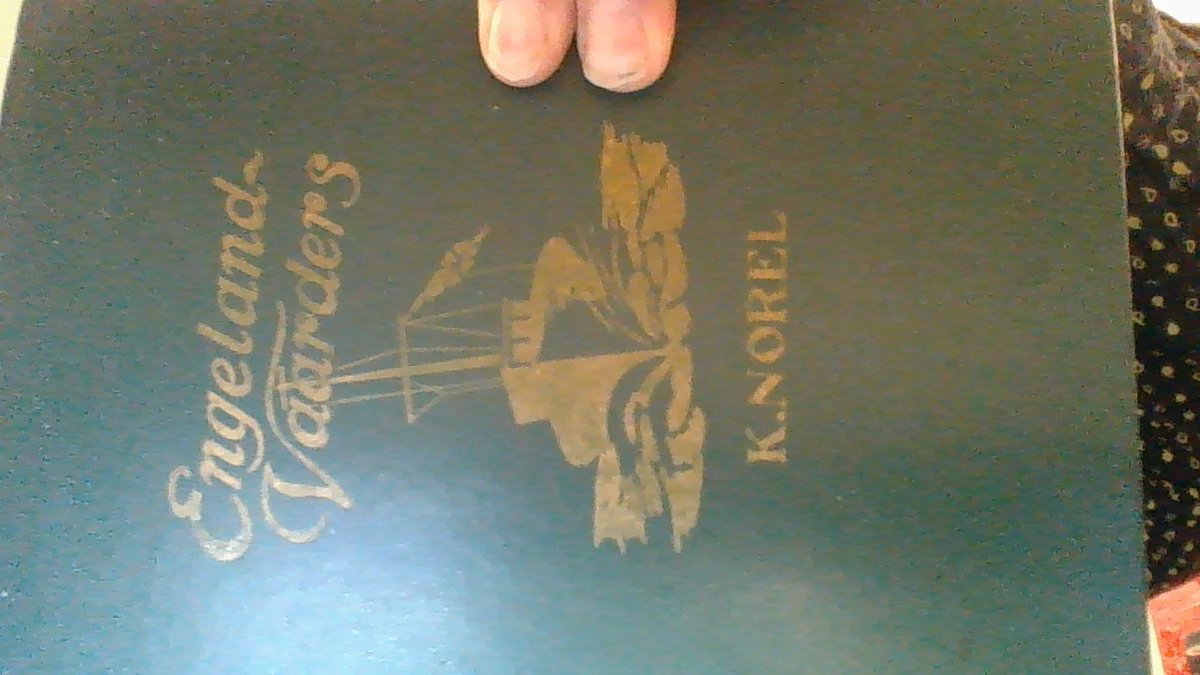 Engeland-
Vaarders
K. NOREL